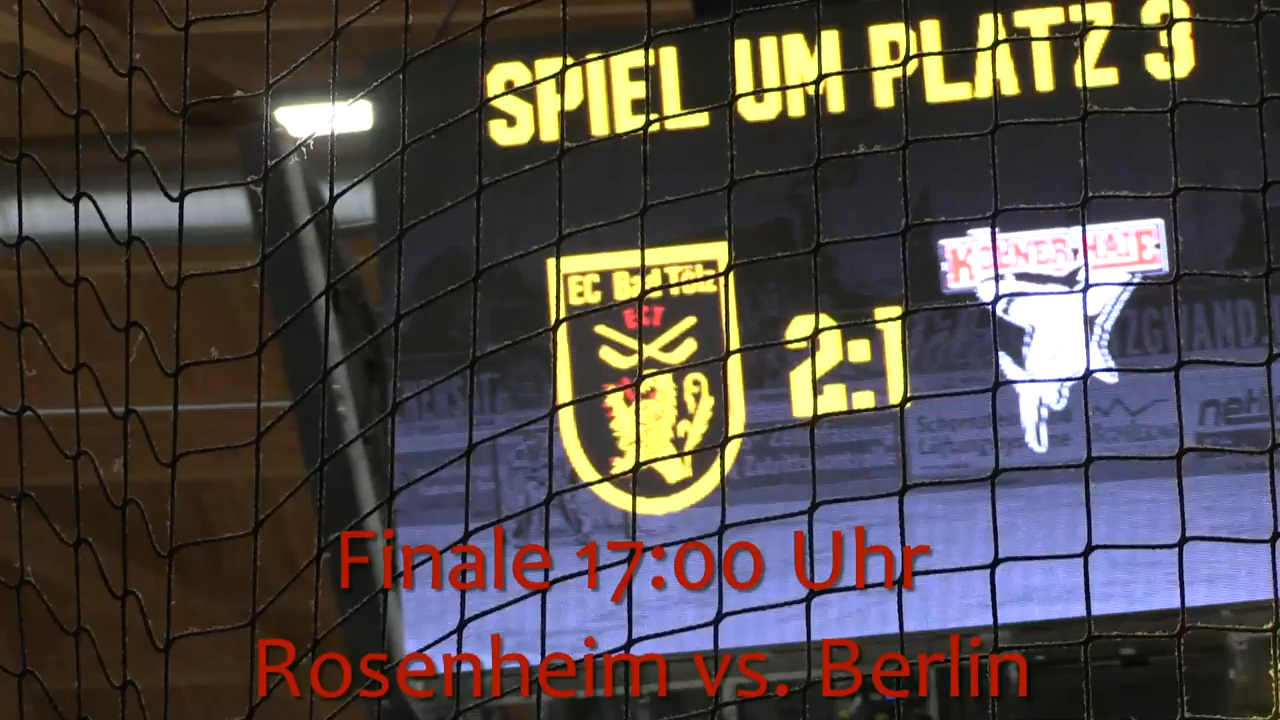 SPIEL UM PLATZ 3
EC Bad Tölz
ECT
2:1
KÖLNER HAIE
Finale 17:00 Uhr
Rosenheim vs. Berlin